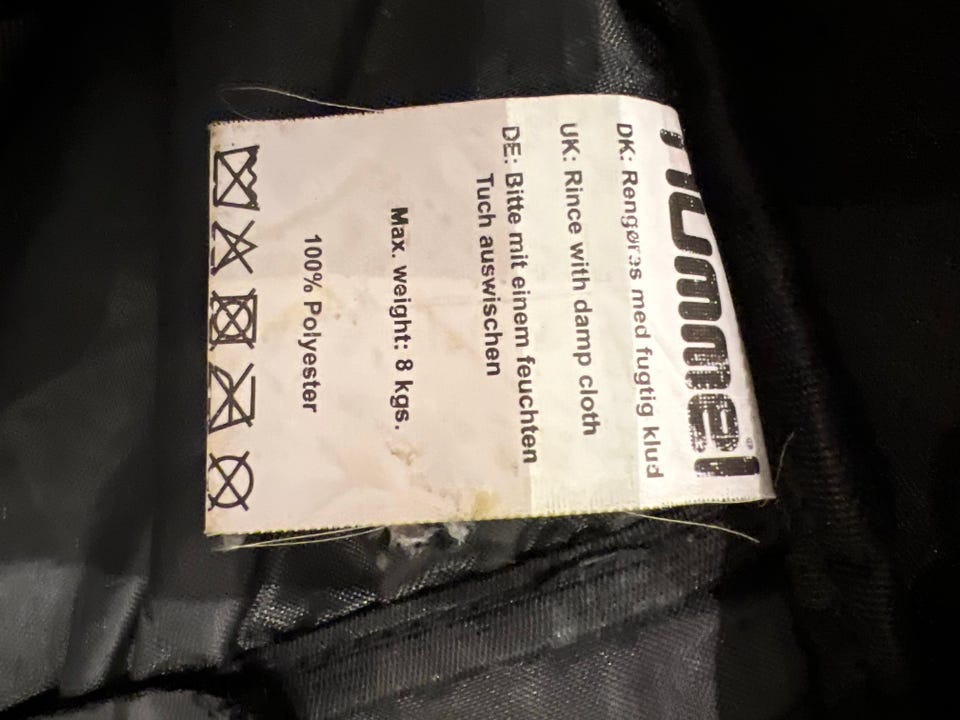 hummel
DK: Rengøres med fugtig klud
UK: Rince with damp cloth
DE: Bitte mit einem feuchten
Tuch auswischen
Max. weight: 8 kgs.
100% Polyester